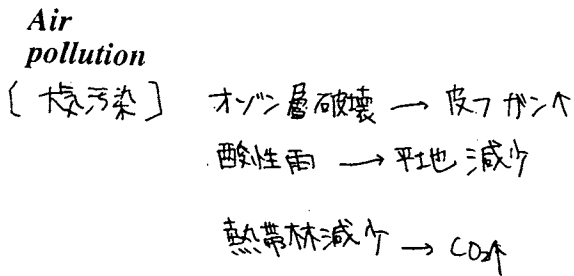 Air
pollution
〔大気汚染〕 オゾン層破壊 → 皮フガン↑
酸性雨 → 平地減少
熱帯林減少 → CO₂↑